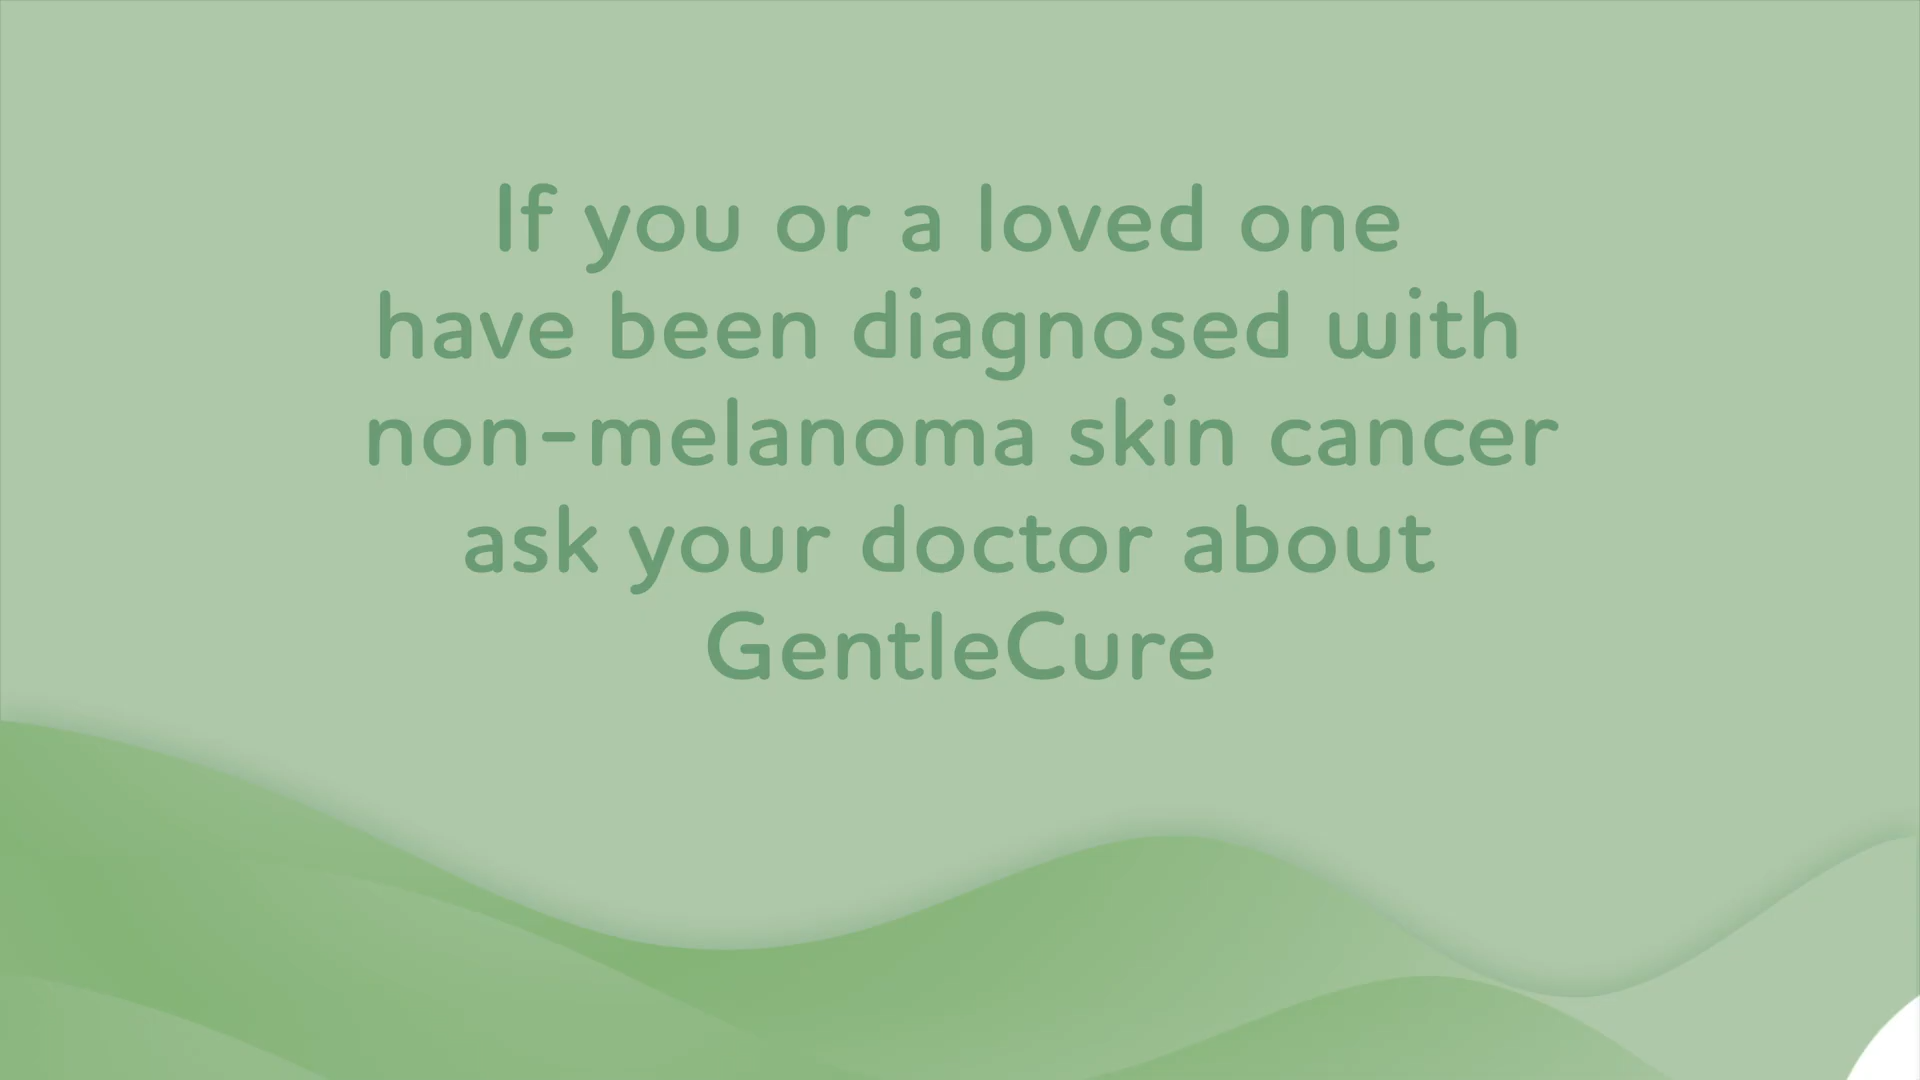 If you or a loved one
have been diagnosed with
non-melanoma skin cancer
ask your doctor about
GentleCure